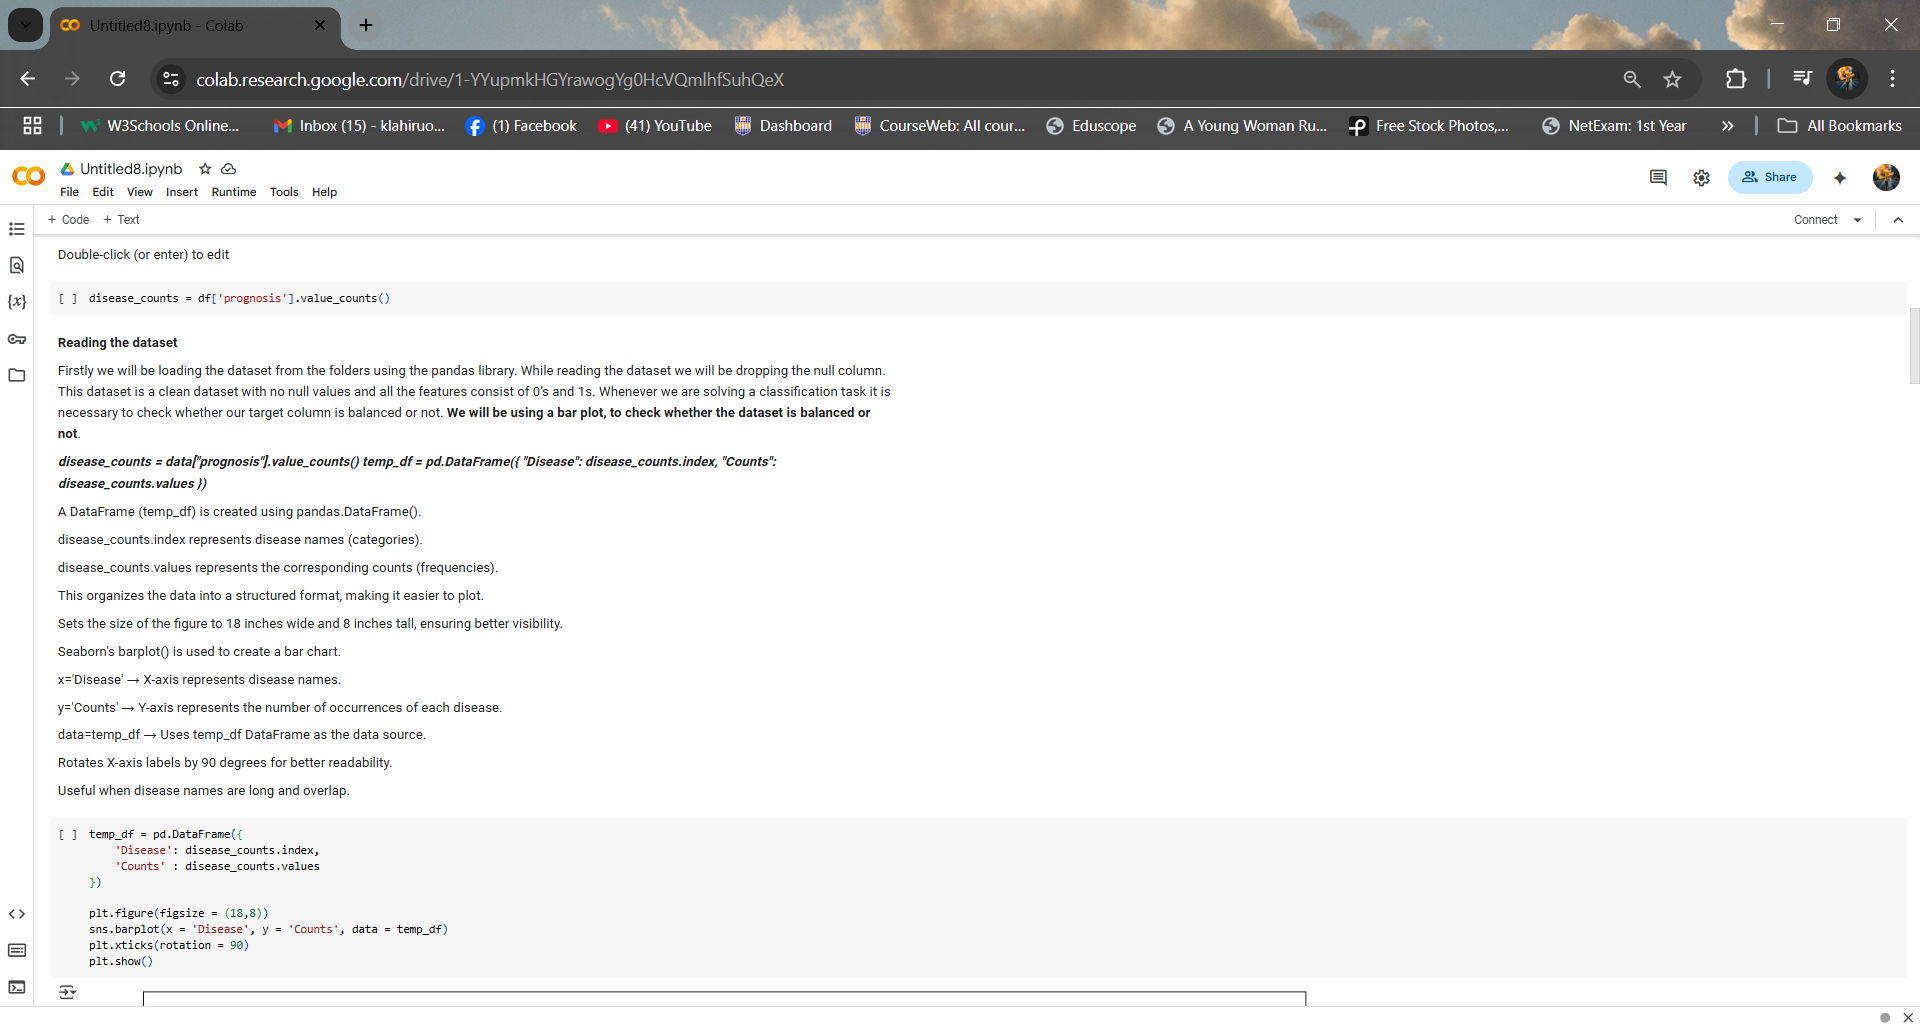 Untitled8.ipynb - Colab
colab.research.google.com/drive/1-YYupmkHGYrawogYg0HcVQmlhfSuhQeX
W3Schools Online...
Inbox (15) - klahiruo...
(1) Facebook
(41) YouTube
Dashboard
CourseWeb: All cour...
Eduscope
A Young Woman Ru...
Free Stock Photos,...
NetExam: 1st Year
All Bookmarks
Untitled8.ipynb
File Edit View Insert Runtime Tools Help
Share
+ Code + Text
Connect
Double-click (or enter) to edit
[ ] disease_counts = df['prognosis'].value_counts()
Reading the dataset
Firstly we will be loading the dataset from the folders using the pandas library. While reading the dataset we will be dropping the null column.
This dataset is a clean dataset with no null values and all the features consist of 0's and 1s. Whenever we are solving a classification task it is
necessary to check whether our target column is balanced or not. We will be using a bar plot, to check whether the dataset is balanced or
not.
disease_counts = data["prognosis"].value_counts() temp_df = pd.DataFrame({ "Disease": disease_counts.index, "Counts":
disease_counts.values })
A DataFrame (temp_df) is created using pandas.DataFrame().
disease_counts.index represents disease names (categories).
disease_counts.values represents the corresponding counts (frequencies).
This organizes the data into a structured format, making it easier to plot.
Sets the size of the figure to 18 inches wide and 8 inches tall, ensuring better visibility.
Seaborn's barplot() is used to create a bar chart.
x='Disease' → X-axis represents disease names.
y='Counts' → Y-axis represents the number of occurrences of each disease.
data=temp_df → Uses temp_df DataFrame as the data source.
Rotates X-axis labels by 90 degrees for better readability.
Useful when disease names are long and overlap.
[ ] temp_df = pd.DataFrame({
'Disease': disease_counts.index,
'Counts' : disease_counts.values
})
plt.figure(figsize = (18,8))
sns.barplot(x = 'Disease', y = 'Counts', data = temp_df)
plt.xticks(rotation = 90)
plt.show()